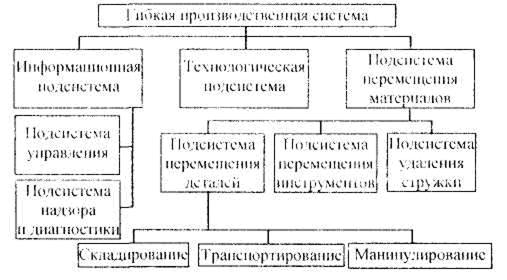 Гибкая производственная система
Информационная
подсистема
Технологическая
подсистема
Подсистема
перемещения
материалов
Подсистема
управления
Подсистема
надзора
и диагностики
Подсистема
перемещения
деталей
Подсистема
перемещения
инструментов
Подсистема
удаления
стружки
Складирование
Транспортирование
Манипулирование